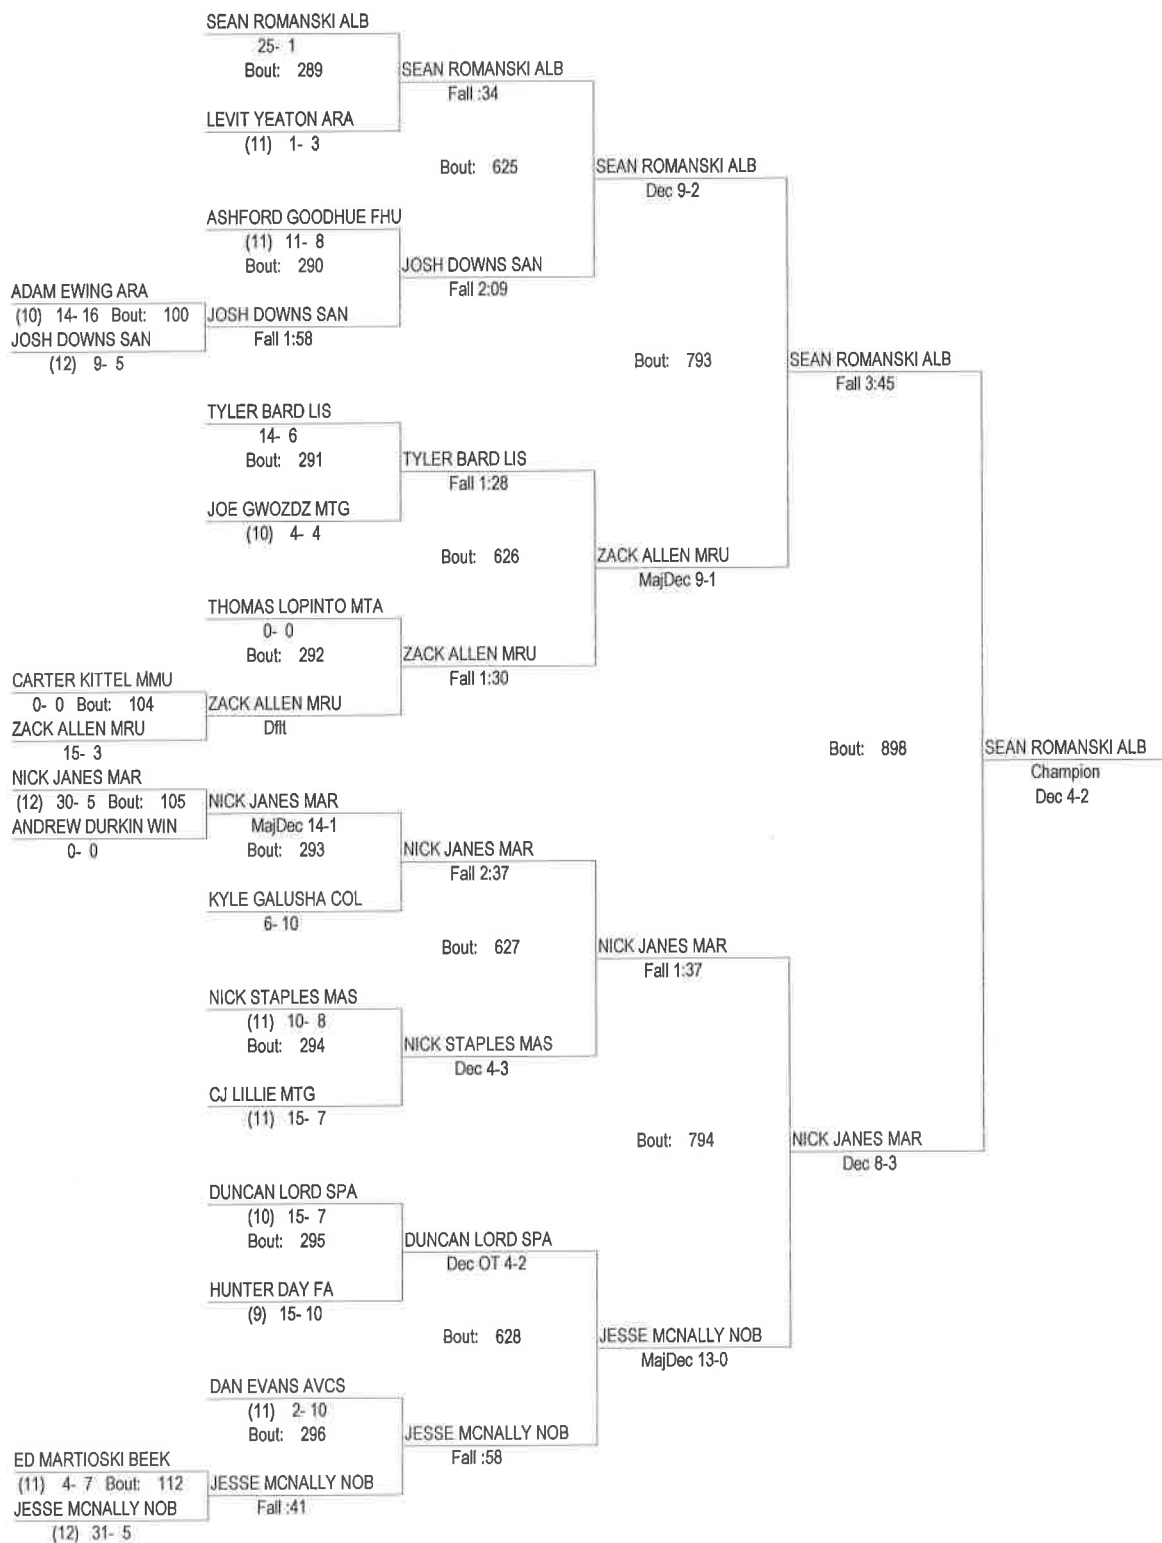 SEAN ROMANSKI ALB
25- 1
Bout: 289
SEAN ROMANSKI ALB
Fall :34
LEVIT YEATON ARA
(11) 1- 3
Bout: 625
SEAN ROMANSKI ALB
Dec 9-2
ASHFORD GOODHUE FHU
(11) 11- 8
Bout: 290
JOSH DOWNS SAN
Fall 2:09
ADAM EWING ARA
(10) 14- 16 Bout: 100
JOSH DOWNS SAN
Fall 1:58
JOSH DOWNS SAN
(12) 9- 5
Bout: 793
SEAN ROMANSKI ALB
Fall 3:45
TYLER BARD LIS
14- 6
Bout: 291
TYLER BARD LIS
Fall 1:28
JOE GWOZDZ MTG
(10) 4- 4
Bout: 626
ZACK ALLEN MRU
MajDec 9-1
THOMAS LOPINTO MTA
0- 0
Bout: 292
ZACK ALLEN MRU
Fall 1:30
CARTER KITTEL MMU
0- 0 Bout: 104
ZACK ALLEN MRU
Dflt
ZACK ALLEN MRU
15- 3
Bout: 898
SEAN ROMANSKI ALB
Champion
Dec 4-2
NICK JANES MAR
(12) 30- 5 Bout: 105
NICK JANES MAR
MajDec 14-1
ANDREW DURKIN WIN
0- 0
Bout: 293
NICK JANES MAR
Fall 2:37
KYLE GALUSHA COL
6- 10
Bout: 627
NICK JANES MAR
Fall 1:37
NICK STAPLES MAS
(11) 10- 8
Bout: 294
NICK STAPLES MAS
Dec 4-3
CJ LILLIE MTG
(11) 15- 7
Bout: 794
NICK JANES MAR
Dec 8-3
DUNCAN LORD SPA
(10) 15- 7
Bout: 295
DUNCAN LORD SPA
Dec OT 4-2
HUNTER DAY FA
(9) 15- 10
Bout: 628
JESSE MCNALLY NOB
MajDec 13-0
DAN EVANS AVCS
(11) 2- 10
Bout: 296
JESSE MCNALLY NOB
Fall :58
ED MARTIOSKI BEEK
(11) 4- 7 Bout: 112
JESSE MCNALLY NOB
Fall :41
JESSE MCNALLY NOB
(12) 31- 5